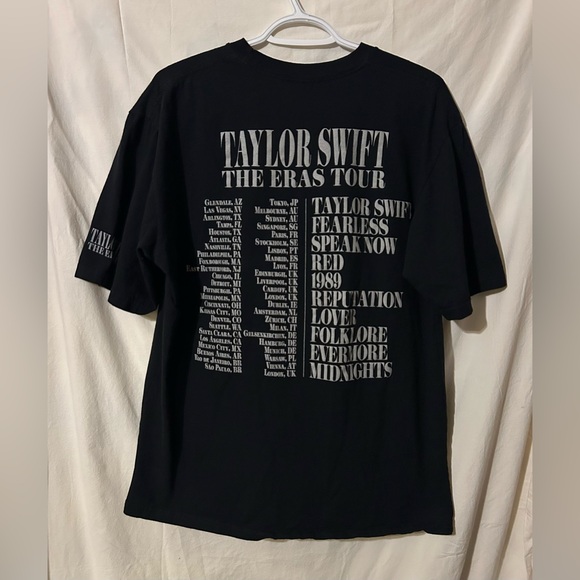 TAYLOR SWIFT
THE ERAS TOUR
GLENDALE, AZ
LAS VEGAS, NV
ARLINGTON, TX
TAMPA, FL
HOUSTON, TX
ATLANTA, GA
NASHVILLE, TN
PHILADELPHIA, PA
FOXBOROUGH, MA
EAST RUTHERFORD, NJ
CHICAGO, IL
DETROIT, MI
PITTSBURGH, PA
MINNEAPOLIS, MN
CINCINNATI, OH
KANSAS CITY, MO
DENVER, CO
SEATTLE, WA
SANTA CLARA, CA
LOS ANGELES, CA
MEXICO CITY, MX
BUENOS AIRES, AR
RIO DE JANEIRO, BR
SÃO PAULO, BR
TOKYO, JP
MELBOURNE, AU
SYDNEY, AU
SINGAPORE, SG
PARIS, FR
STOCKHOLM, SE
LISBON, PT
MADRID, ES
LYON, FR
EDINBURGH, UK
LIVERPOOL, UK
CARDIFF, UK
LONDON, UK
DUBLIN, IE
AMSTERDAM, NL
ZÜRICH, CH
MILAN, IT
GELSENKIRCHEN, DE
HAMBURG, DE
MUNICH, DE
WARSAW, PL
VIENNA, AT
LONDON, UK
TAYLOR SWIFT
FEARLESS
SPEAK NOW
RED
1989
REPUTATION
LOVER
FOLKLORE
EVERMORE
MIDNIGHTS
TAYLOR
THE ERAS